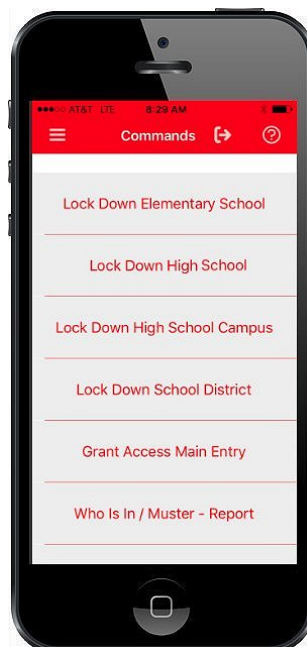 AT&T LTE 8:29 AM
Commands
Lock Down Elementary School
Lock Down High School
Lock Down High School Campus
Lock Down School District
Grant Access Main Entry
Who Is In / Muster - Report